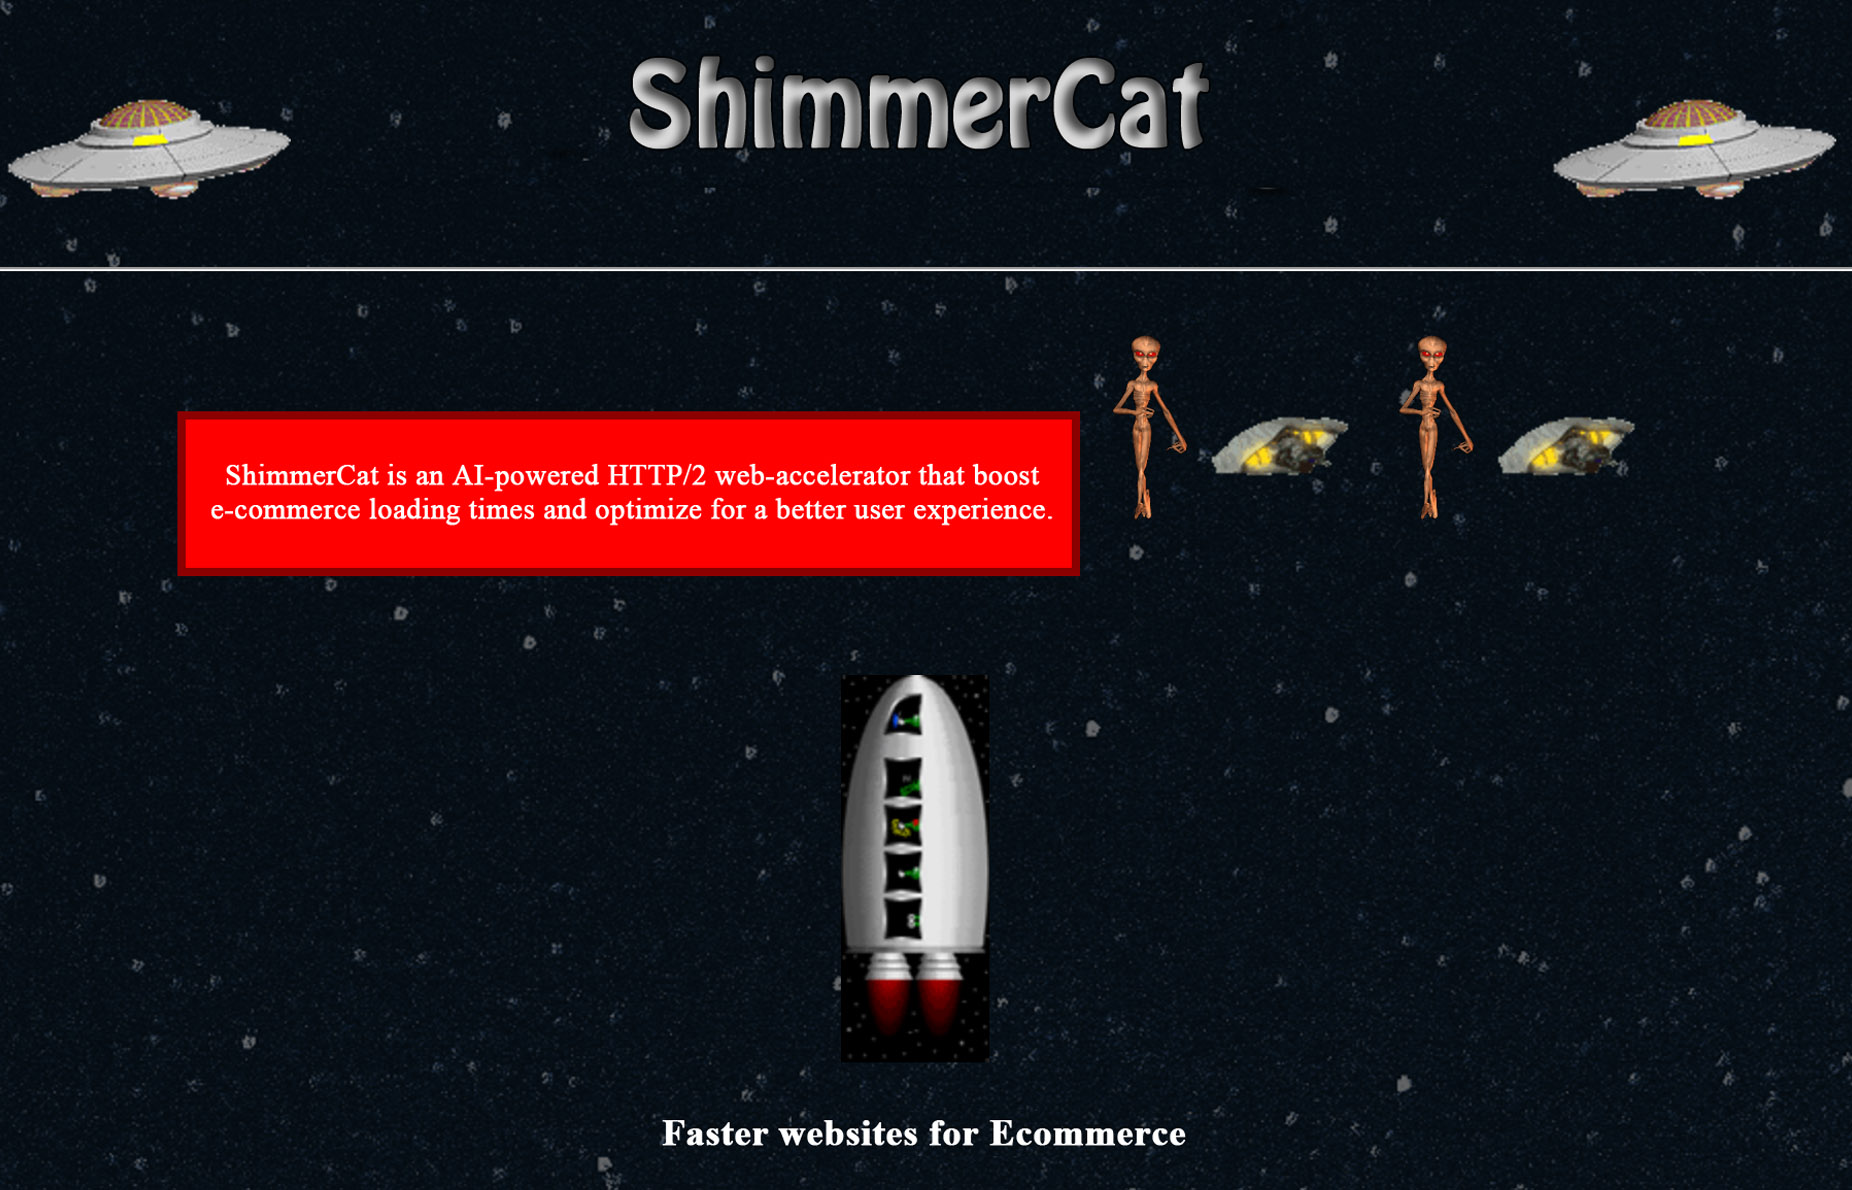 ShimmerCat
ShimmerCat is an AI-powered HTTP/2 web-accelerator that boost
e-commerce loading times and optimize for a better user experience.
Faster websites for Ecommerce